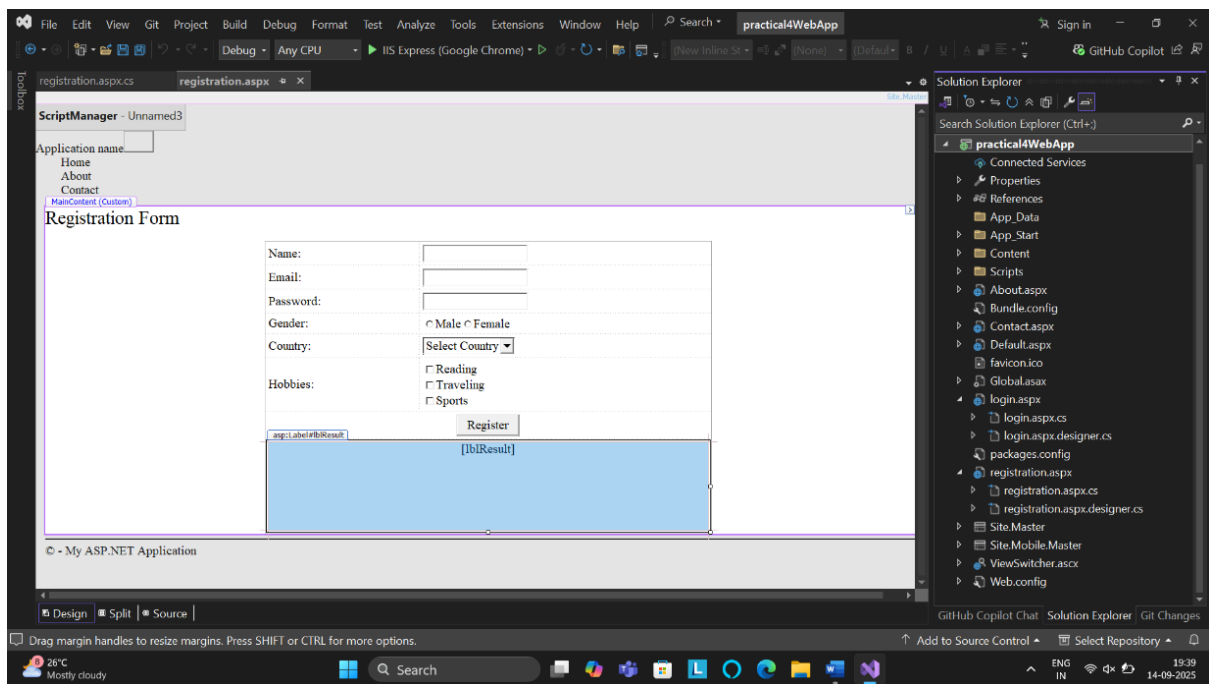 File Edit View Git Project Build Debug Format Test Analyze Tools Extensions Window Help Search practical4WebApp Sign in
Debug Any CPU IIS Express (Google Chrome) (New Inline St (None) (Defaul B I U A GitHub Copilot
Toolbox
registration.aspx.cs registration.aspx
Site.Master
ScriptManager - Unnamed3
Application name
Home
About
Contact
MainContent (Custom)
Registration Form
Name:
Email:
Password:
Gender: Male Female
Country: Select Country
Hobbies:
Reading
Traveling
Sports
Register
asp:Label#lblResult
[lblResult]
© - My ASP.NET Application
Design Split Source
Solution Explorer
Search Solution Explorer (Ctrl+;)
practical4WebApp
Connected Services
Properties
References
App_Data
App_Start
Content
Scripts
About.aspx
Bundle.config
Contact.aspx
Default.aspx
favicon.ico
Global.asax
login.aspx
login.aspx.cs
login.aspx.designer.cs
packages.config
registration.aspx
registration.aspx.cs
registration.aspx.designer.cs
Site.Master
Site.Mobile.Master
ViewSwitcher.ascx
Web.config
GitHub Copilot Chat Solution Explorer Git Changes
Drag margin handles to resize margins. Press SHIFT or CTRL for more options. Add to Source Control Select Repository
8 26°C
Mostly cloudy
Search
L
ENG
IN
19:39
14-09-2025